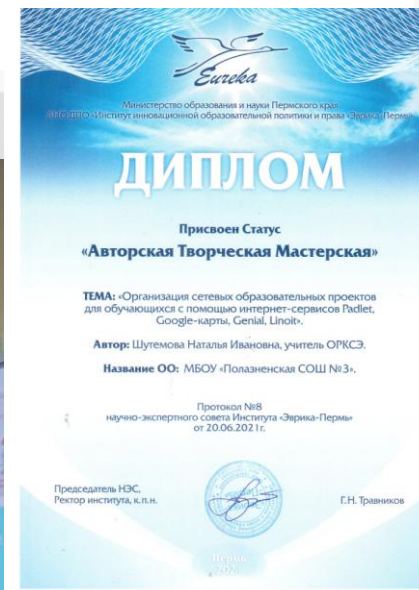 Eureka
Министерство образования и науки Пермского края
АНО ДПО «Институт инновационной образовательной политики и права «Эврика-Пермь»
ДИПЛОМ
Присвоен Статус
«Авторская Творческая Мастерская»
ТЕМА: «Организация сетевых образовательных проектов
для обучающихся с помощью интернет-сервисов Padlet,
Google-карты, Genial, Linoit».
Автор: Шутемова Наталья Ивановна, учитель ОРКСЭ.
Название ОО: МБОУ «Полазненская СОШ №3».
Протокол №8
научно-экспертного совета Института «Эврика-Пермь»
от 20.06.2021г.
Председатель НЭС,
Ректор института, к.п.н.
Г.Н. Травников
Пермь